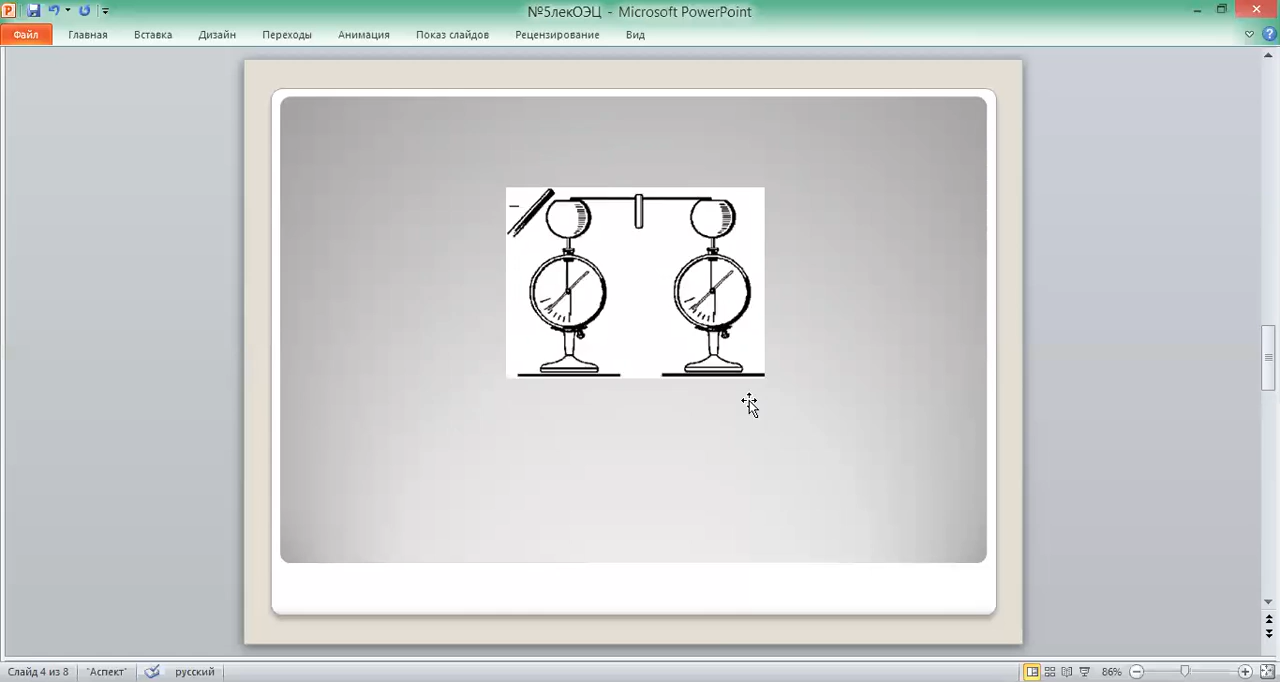 №5лекОЭЦ - Microsoft PowerPoint
Файл Главная Вставка Дизайн Переходы Анимация Показ слайдов Рецензирование Вид
Слайд 4 из 8 "Аспект" русский 86%